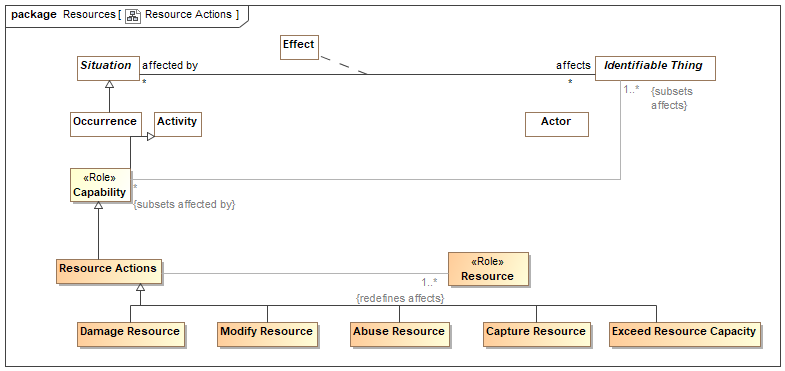 package Resources [ Resource Actions ]
Effect
Situation
affected by
affects
Identifiable Thing
*
*
1..*
{subsets
affects}
Occurrence
Activity
Actor
«Role»
Capability
*
{subsets affected by}
Resource Actions
«Role»
Resource
1..*
{redefines affects}
Damage Resource
Modify Resource
Abuse Resource
Capture Resource
Exceed Resource Capacity